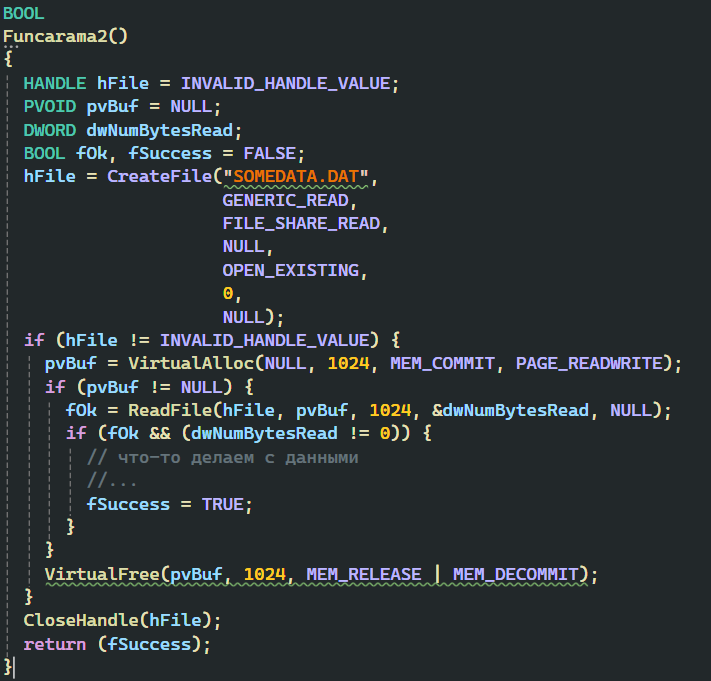 BOOL
Funcarama2()
{
HANDLE hFile = INVALID_HANDLE_VALUE;
PVOID pvBuf = NULL;
DWORD dwNumBytesRead;
BOOL fOk, fSuccess = FALSE;
hFile = CreateFile("SOMEDATA.DAT",
GENERIC_READ,
FILE_SHARE_READ,
NULL,
OPEN_EXISTING,
0,
NULL);
if (hFile != INVALID_HANDLE_VALUE) {
pvBuf = VirtualAlloc(NULL, 1024, MEM_COMMIT, PAGE_READWRITE);
if (pvBuf != NULL) {
fOk = ReadFile(hFile, pvBuf, 1024, &dwNumBytesRead, NULL);
if (fOk && (dwNumBytesRead != 0)) {
// что-то делаем с данными
//...
fSuccess = TRUE;
}
}
VirtualFree(pvBuf, 1024, MEM_RELEASE | MEM_DECOMMIT);
}
CloseHandle(hFile);
return (fSuccess);
}